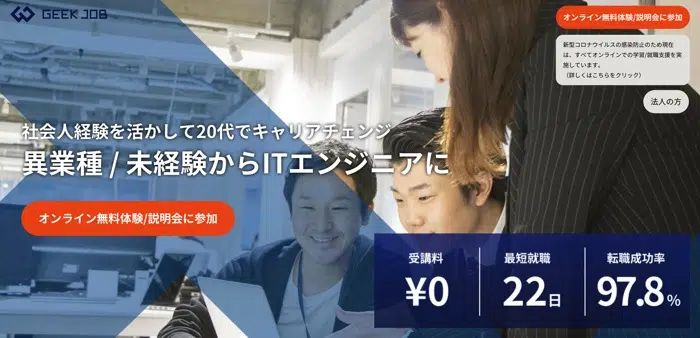 GEEK JOB
オンライン無料体験/説明会に参加
新型コロナウイルスの感染防止のため現在
は、すべてオンラインでの学習/就職支援を実
施しています。
（詳しくはこちらをクリック）
法人の方
社会人経験を活かして20代でキャリアチェンジ
異業種 / 未経験からITエンジニアに
オンライン無料体験/説明会に参加
受講料
¥0
最短就職
22日
転職成功率
97.8%